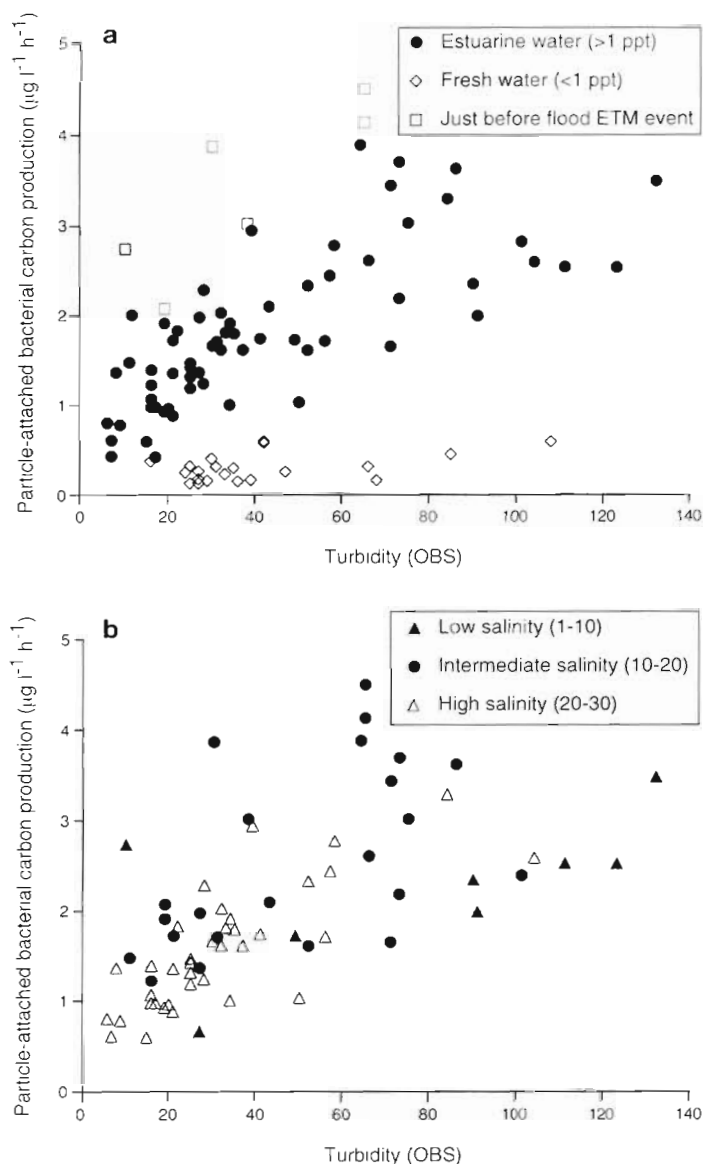 a
Particle-attached bacterial carbon production (µg l⁻¹ h⁻¹)
5
4
3
2
1
0
● Estuarine water (>1 ppt)
◇ Fresh water (<1 ppt)
□ Just before flood ETM event
0 20 40 60 80 100 120 140
Turbidity (OBS)
b
Particle-attached bacterial carbon production (µg l⁻¹ h⁻¹)
5
4
3
2
1
0
▲ Low salinity (1-10)
● Intermediate salinity (10-20)
△ High salinity (20-30)
0 20 40 60 80 100 120 140
Turbidity (OBS)